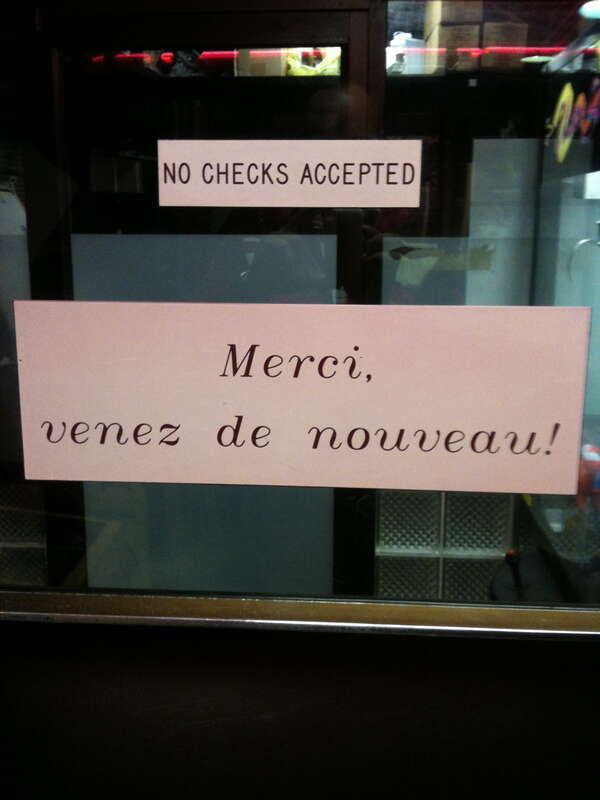 NO CHECKS ACCEPTED
Merci,
venez de nouveau!